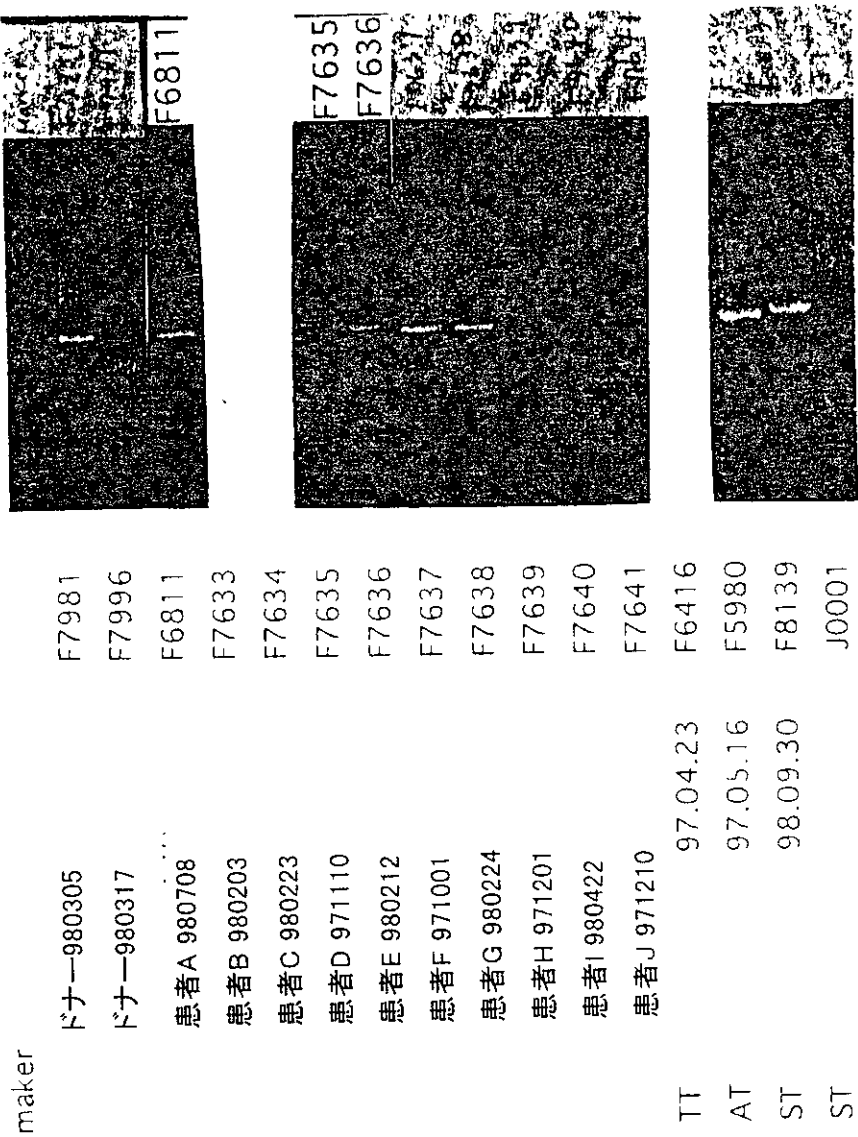 maker
ドナー980305 F7981
ドナー980317 F7996
患者A 980708 F6811
患者B 980203 F7633
患者C 980223 F7634
患者D 971110 F7635
患者E 980212 F7636
患者F 971001 F7637
患者G 980224 F7638
患者H 971201 F7639
患者I 980422 F7640
患者J 971210 F7641
TT 97.04.23 F6416
AT 97.05.16 F5980
ST 98.09.30 F8139
ST J0001
Marker
F6811
F7635
F7636